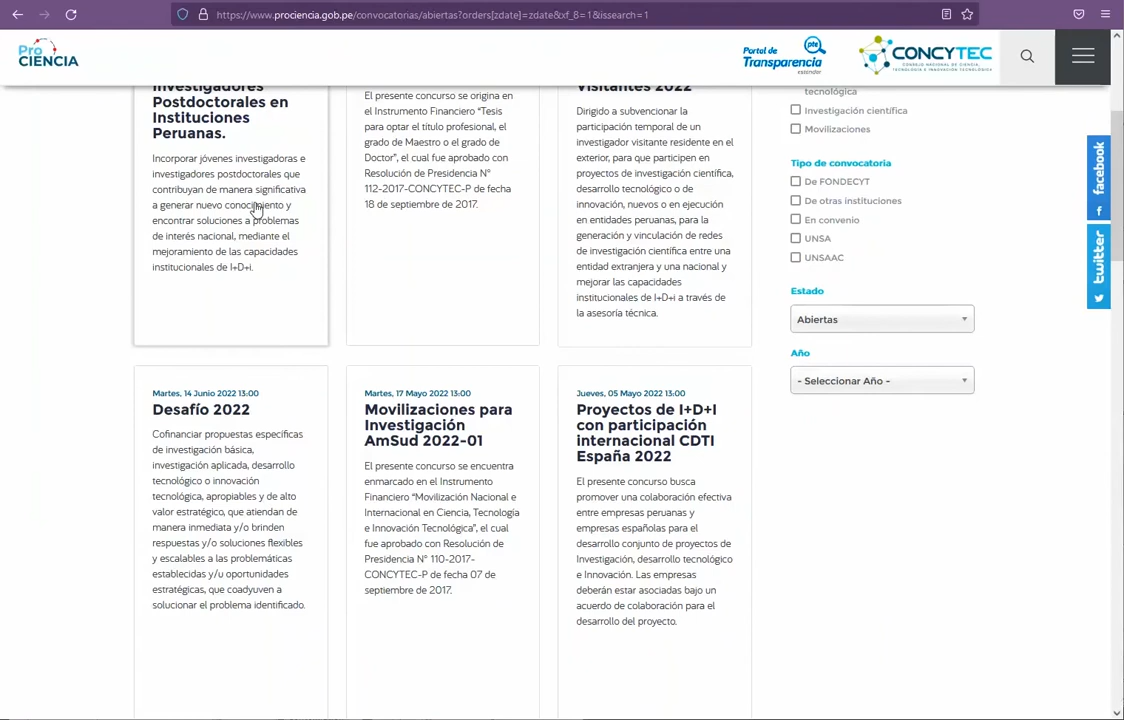 https://www.prociencia.gob.pe/convocatorias/abiertas?orders[zdate]=zdate&xf_8=1&issearch=1
Pro
CIENCIA
Portal de
Transparencia
estándar
pte
CONCYTEC
CONSEJO NACIONAL DE CIENCIA,
TECNOLOGÍA E INNOVACIÓN TECNOLÓGICA
Investigadores
Postdoctorales en
Instituciones
Peruanas.
Incorporar jóvenes investigadoras e
investigadores postdoctorales que
contribuyan de manera significativa
a generar nuevo conocimiento y
encontrar soluciones a problemas
de interés nacional, mediante el
mejoramiento de las capacidades
institucionales de I+D+i.
El presente concurso se origina en
el Instrumento Financiero “Tesis
para optar el título profesional, el
grado de Maestro o el grado de
Doctor”, el cual fue aprobado con
Resolución de Presidencia N°
112-2017-CONCYTEC-P de fecha
18 de septiembre de 2017.
Visitantes 2022
Dirigido a subvencionar la
participación temporal de un
investigador visitante residente en el
exterior, para que participen en
proyectos de investigación científica,
desarrollo tecnológico o de
innovación, nuevos o en ejecución
en entidades peruanas, para la
generación y vinculación de redes
de investigación científica entre una
entidad extranjera y una nacional y
mejorar las capacidades
institucionales de I+D+i a través de
la asesoría técnica.
tecnológica
Investigación científica
Movilizaciones
Tipo de convocatoria
De FONDECYT
De otras instituciones
En convenio
UNSA
UNSAAC
Estado
Abiertas
Año
- Seleccionar Año -
facebook
twitter
Martes, 14 Junio 2022 13:00
Desafío 2022
Cofinanciar propuestas específicas
de investigación básica,
investigación aplicada, desarrollo
tecnológico o innovación
tecnológica, apropiables y de alto
valor estratégico, que atiendan de
manera inmediata y/o brinden
respuestas y/o soluciones flexibles
y escalables a las problemáticas
establecidas y/u oportunidades
estratégicas, que coadyuven a
solucionar el problema identificado.
Martes, 17 Mayo 2022 13:00
Movilizaciones para
Investigación
AmSud 2022-01
El presente concurso se encuentra
enmarcado en el Instrumento
Financiero “Movilización Nacional e
Internacional en Ciencia, Tecnología
e Innovación Tecnológica”, el cual
fue aprobado con Resolución de
Presidencia N° 110-2017-
CONCYTEC-P de fecha 07 de
septiembre de 2017.
Jueves, 05 Mayo 2022 13:00
Proyectos de I+D+I
con participación
internacional CDTI
España 2022
El presente concurso busca
promover una colaboración efectiva
entre empresas peruanas y
empresas españolas para el
desarrollo conjunto de proyectos de
Investigación, desarrollo tecnológico
e Innovación. Las empresas
deberán estar asociadas bajo un
acuerdo de colaboración para el
desarrollo del proyecto.